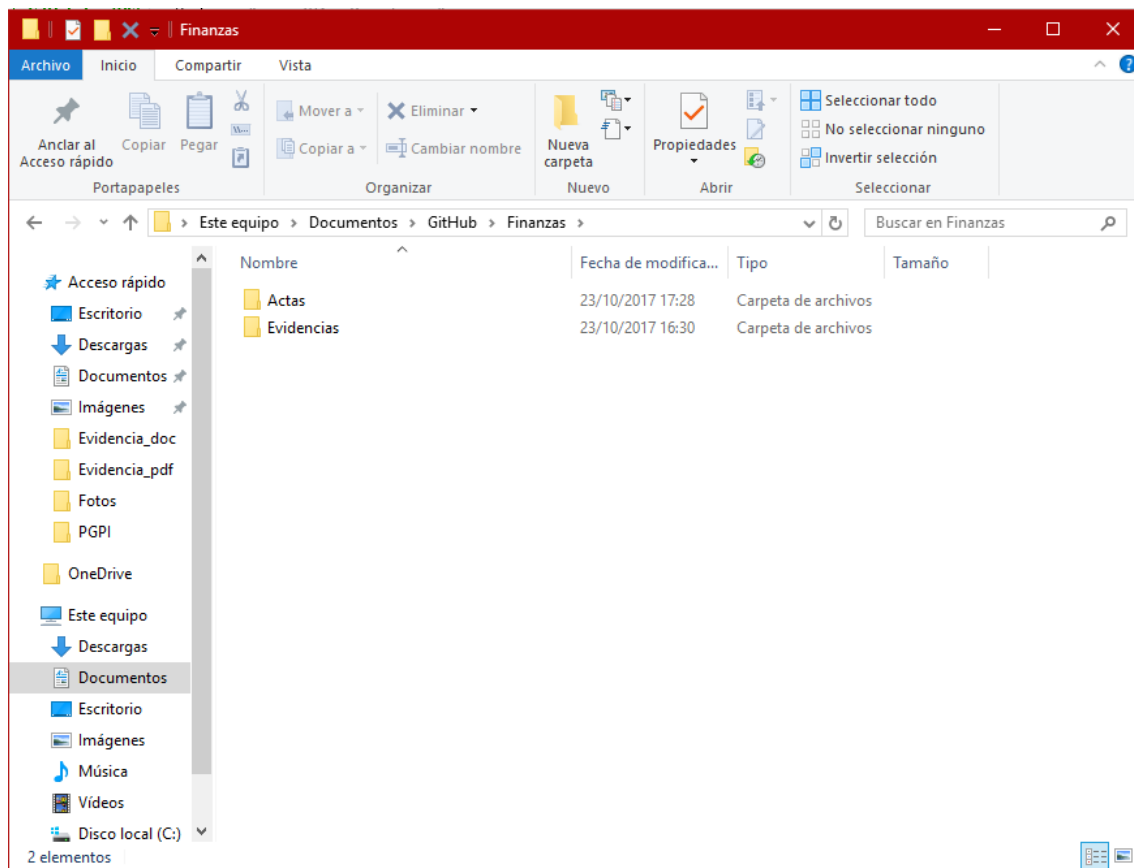 Finanzas
Archivo Inicio Compartir Vista
Anclar al Acceso rápido
Copiar
Pegar
Portapapeles
Mover a
Copiar a
Eliminar
Cambiar nombre
Organizar
Nueva carpeta
Nuevo
Propiedades
Abrir
Seleccionar todo
No seleccionar ninguno
Invertir selección
Seleccionar
Este equipo > Documentos > GitHub > Finanzas >
Buscar en Finanzas
Acceso rápido
Escritorio
Descargas
Documentos
Imágenes
Evidencia_doc
Evidencia_pdf
Fotos
PGPI
OneDrive
Este equipo
Descargas
Documentos
Escritorio
Imágenes
Música
Vídeos
Disco local (C:)
Nombre Fecha de modifica... Tipo Tamaño
Actas 23/10/2017 17:28 Carpeta de archivos
Evidencias 23/10/2017 16:30 Carpeta de archivos
2 elementos